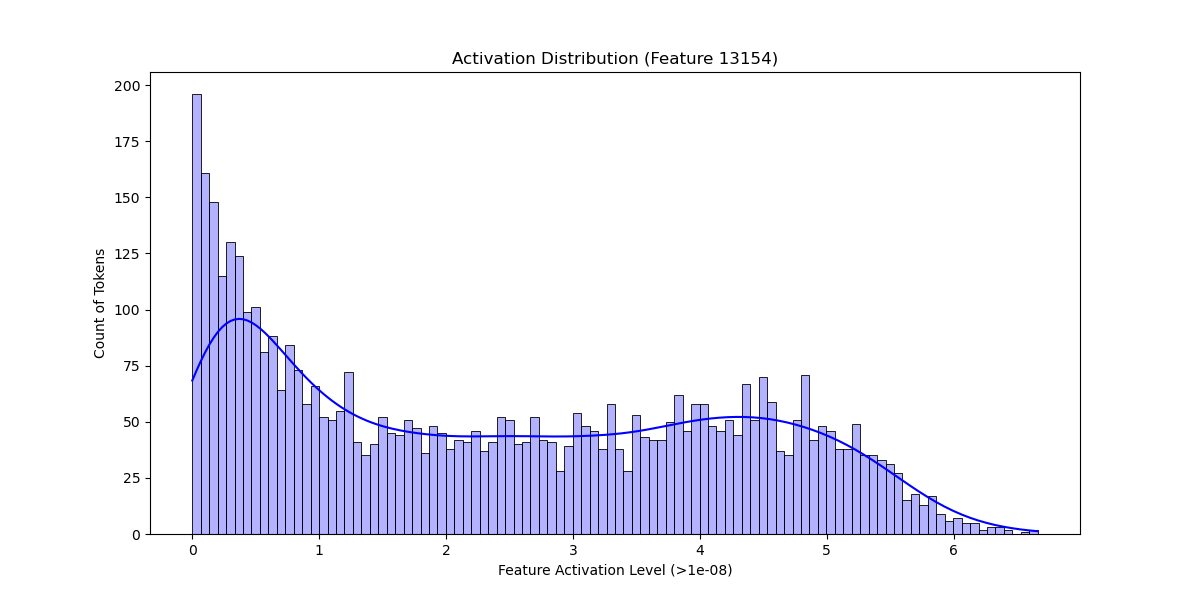 Activation Distribution (Feature 13154)
200
175
150
125
100
75
50
25
0
Count of Tokens
0 1 2 3 4 5 6
Feature Activation Level (>1e-08)